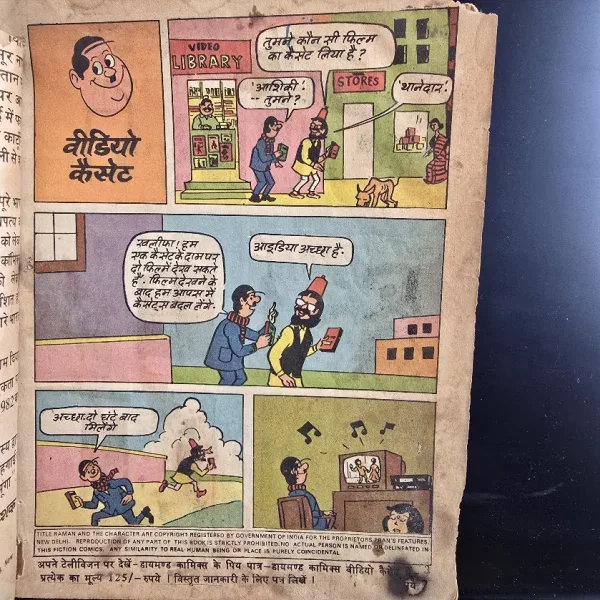 वीडियो
कैसेट
VIDEO
LIBRARY
तुमने कौन सी फिल्म
का कैसेट लिया है?
'आशिकी'!
-- तुमने?
STORES
'थानेदार'!
खलीफा! हम
एक कैसेट के दाम पर
दो फिल्में देख सकते
हैं. फिल्में देखने के
बाद हम आपस में
कैसेट्स बदल लेंगे.
आइडिया अच्छा है.
अच्छा. दो घंटे बाद
मिलेंगे
TITLE RAMAN AND THE CHARACTER ARE COPYRIGHT REGISTERED BY GOVERNMENT OF INDIA FOR THE PROPRIETORS PRAN'S FEATURES,
NEW DELHI. REPRODUCTION OF ANY PART OF THIS BOOK IS STRICTLY PROHIBITED. NO ACTUAL PERSON IS NAMED OR DELINEATED IN
THIS FICTION COMICS. ANY SIMILARITY TO REAL HUMAN BEING OR PLACE IS PURELY COINCIDENTAL
अपने टेलीविजन पर देखें-डायमण्ड कामिक्स के प्रिय पात्र-डायमण्ड कामिक्स वीडियो
प्रत्येक का मूल्य 125/-रुपये । विस्तृत जानकारी के लिए पत्र लिखें ।